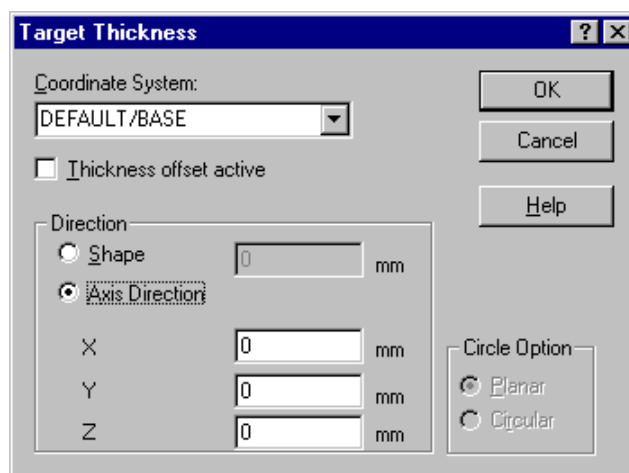 Target Thickness
Coordinate System:
OK
DEFAULT/BASE
Cancel
Thickness offset active
Help
Direction
Shape 0 mm
Axis Direction
X 0 mm
Circle Option
Planar
Y 0 mm
Circular
Z 0 mm